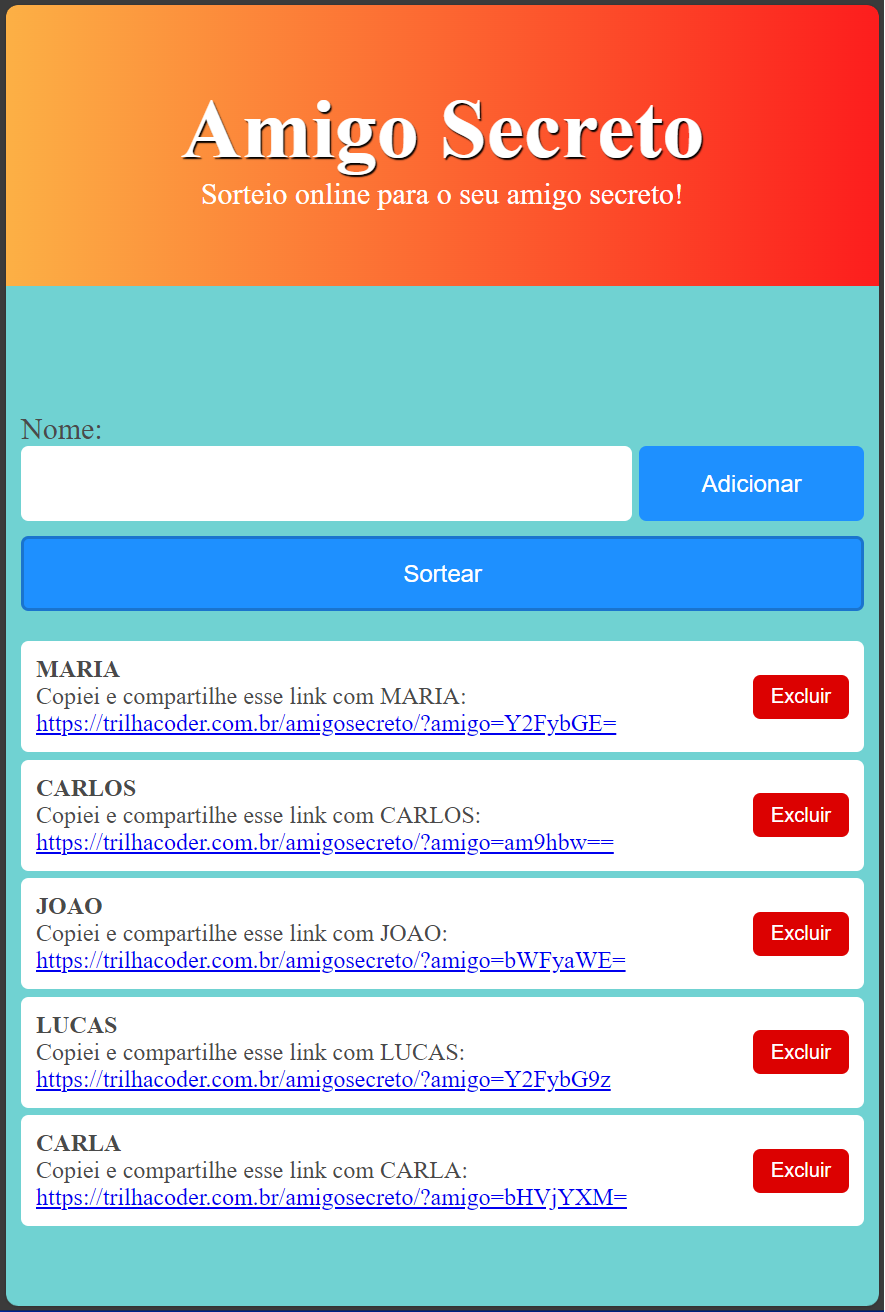 Amigo Secreto
Sorteio online para o seu amigo secreto!
Nome:
Adicionar
Sortear
MARIA
Copiei e compartilhe esse link com MARIA:
https://trilhacoder.com.br/amigosecreto/?amigo=Y2FybGE=
Excluir
CARLOS
Copiei e compartilhe esse link com CARLOS:
https://trilhacoder.com.br/amigosecreto/?amigo=am9hbw==
Excluir
JOAO
Copiei e compartilhe esse link com JOAO:
https://trilhacoder.com.br/amigosecreto/?amigo=bWFyaWE=
Excluir
LUCAS
Copiei e compartilhe esse link com LUCAS:
https://trilhacoder.com.br/amigosecreto/?amigo=Y2FybG9z
Excluir
CARLA
Copiei e compartilhe esse link com CARLA:
https://trilhacoder.com.br/amigosecreto/?amigo=bHVjYXM=
Excluir